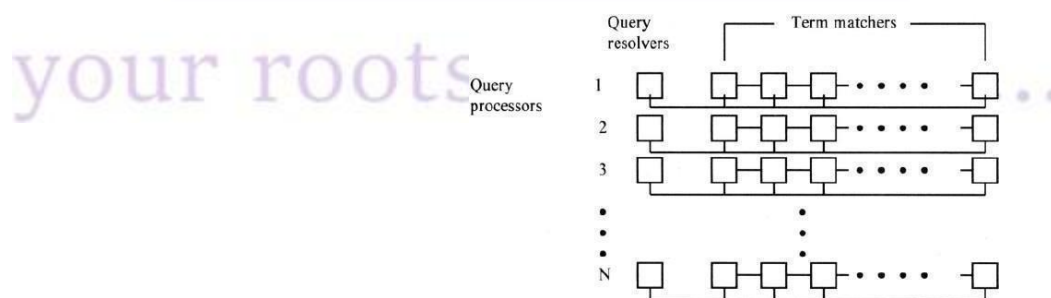 Query
resolvers
Term matchers
your roots
Query
processors
1
2
3
N